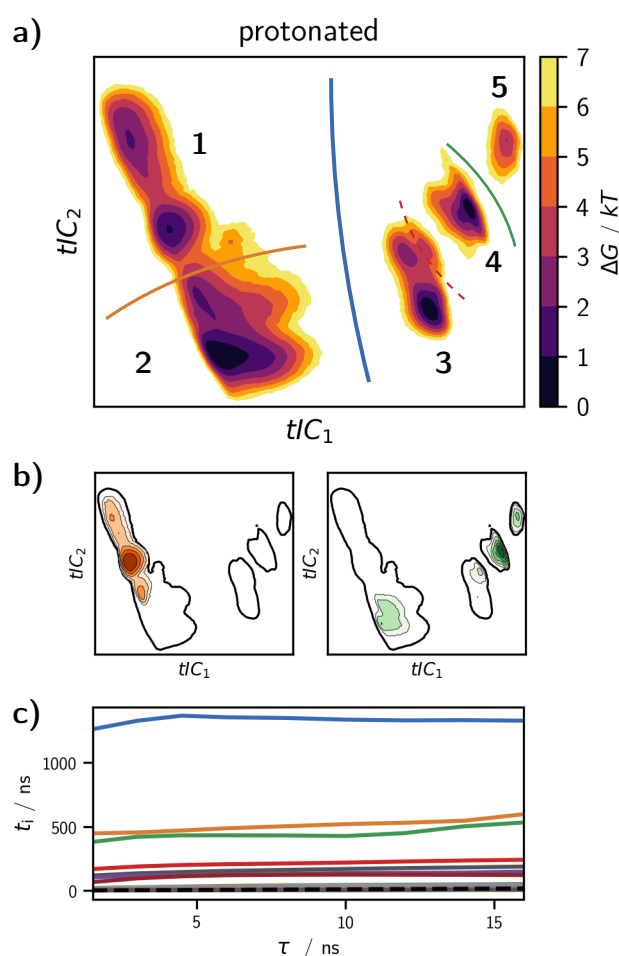 a)
protonated
1
5
4
2
3
tIC₂
tIC₁
7
6
5
4
3
2
1
0
ΔG / kT
b)
tIC₂
tIC₁
tIC₂
tIC₁
c)
1000
500
0
tᵢ / ns
5
10
15
τ / ns